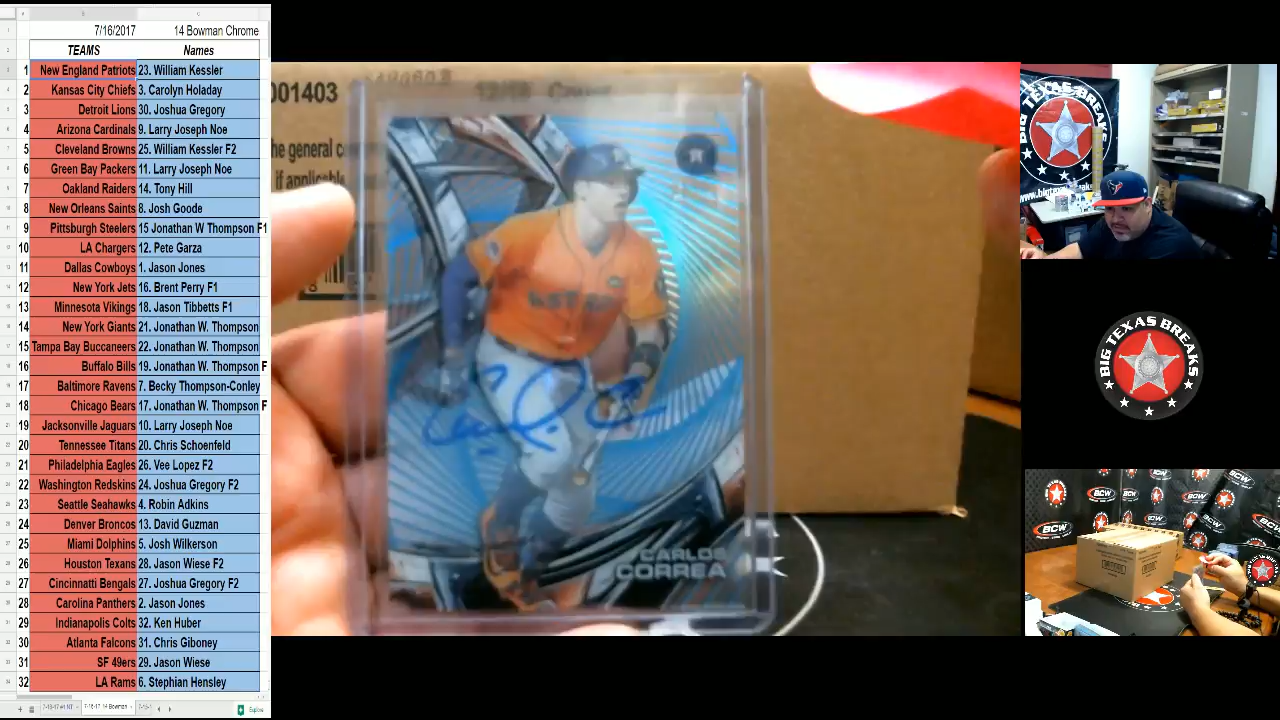 7/16/2017 14 Bowman Chrome
TEAMS Names
1 New England Patriots 23. William Kessler
2 Kansas City Chiefs 3. Carolyn Holaday
3 Detroit Lions 30. Joshua Gregory
4 Arizona Cardinals 9. Larry Joseph Noe
5 Cleveland Browns 25. William Kessler F2
6 Green Bay Packers 11. Larry Joseph Noe
7 Oakland Raiders 14. Tony Hill
8 New Orleans Saints 8. Josh Goode
9 Pittsburgh Steelers 15 Jonathan W Thompson F1
10 LA Chargers 12. Pete Garza
11 Dallas Cowboys 1. Jason Jones
12 New York Jets 16. Brent Perry F1
13 Minnesota Vikings 18. Jason Tibbetts F1
14 New York Giants 21. Jonathan W. Thompson
15 Tampa Bay Buccaneers 22. Jonathan W. Thompson
16 Buffalo Bills 19. Jonathan W. Thompson F
17 Baltimore Ravens 7. Becky Thompson-Conley
18 Chicago Bears 17. Jonathan W. Thompson F
19 Jacksonville Jaguars 10. Larry Joseph Noe
20 Tennessee Titans 20. Chris Schoenfeld
21 Philadelphia Eagles 26. Vee Lopez F2
22 Washington Redskins 24. Joshua Gregory F2
23 Seattle Seahawks 4. Robin Adkins
24 Denver Broncos 13. David Guzman
25 Miami Dolphins 5. Josh Wilkerson
26 Houston Texans 28. Jason Wiese F2
27 Cincinnati Bengals 27. Joshua Gregory F2
28 Carolina Panthers 2. Jason Jones
29 Indianapolis Colts 32. Ken Huber
30 Atlanta Falcons 31. Chris Giboney
31 SF 49ers 29. Jason Wiese
32 LA Rams 6. Stephian Hensley
Explore
001403
he general
if applicable
CARLOS
CORREA
BIG TEXAS BREAKS
BIG TEXAS BREAKS
BCW
BCW